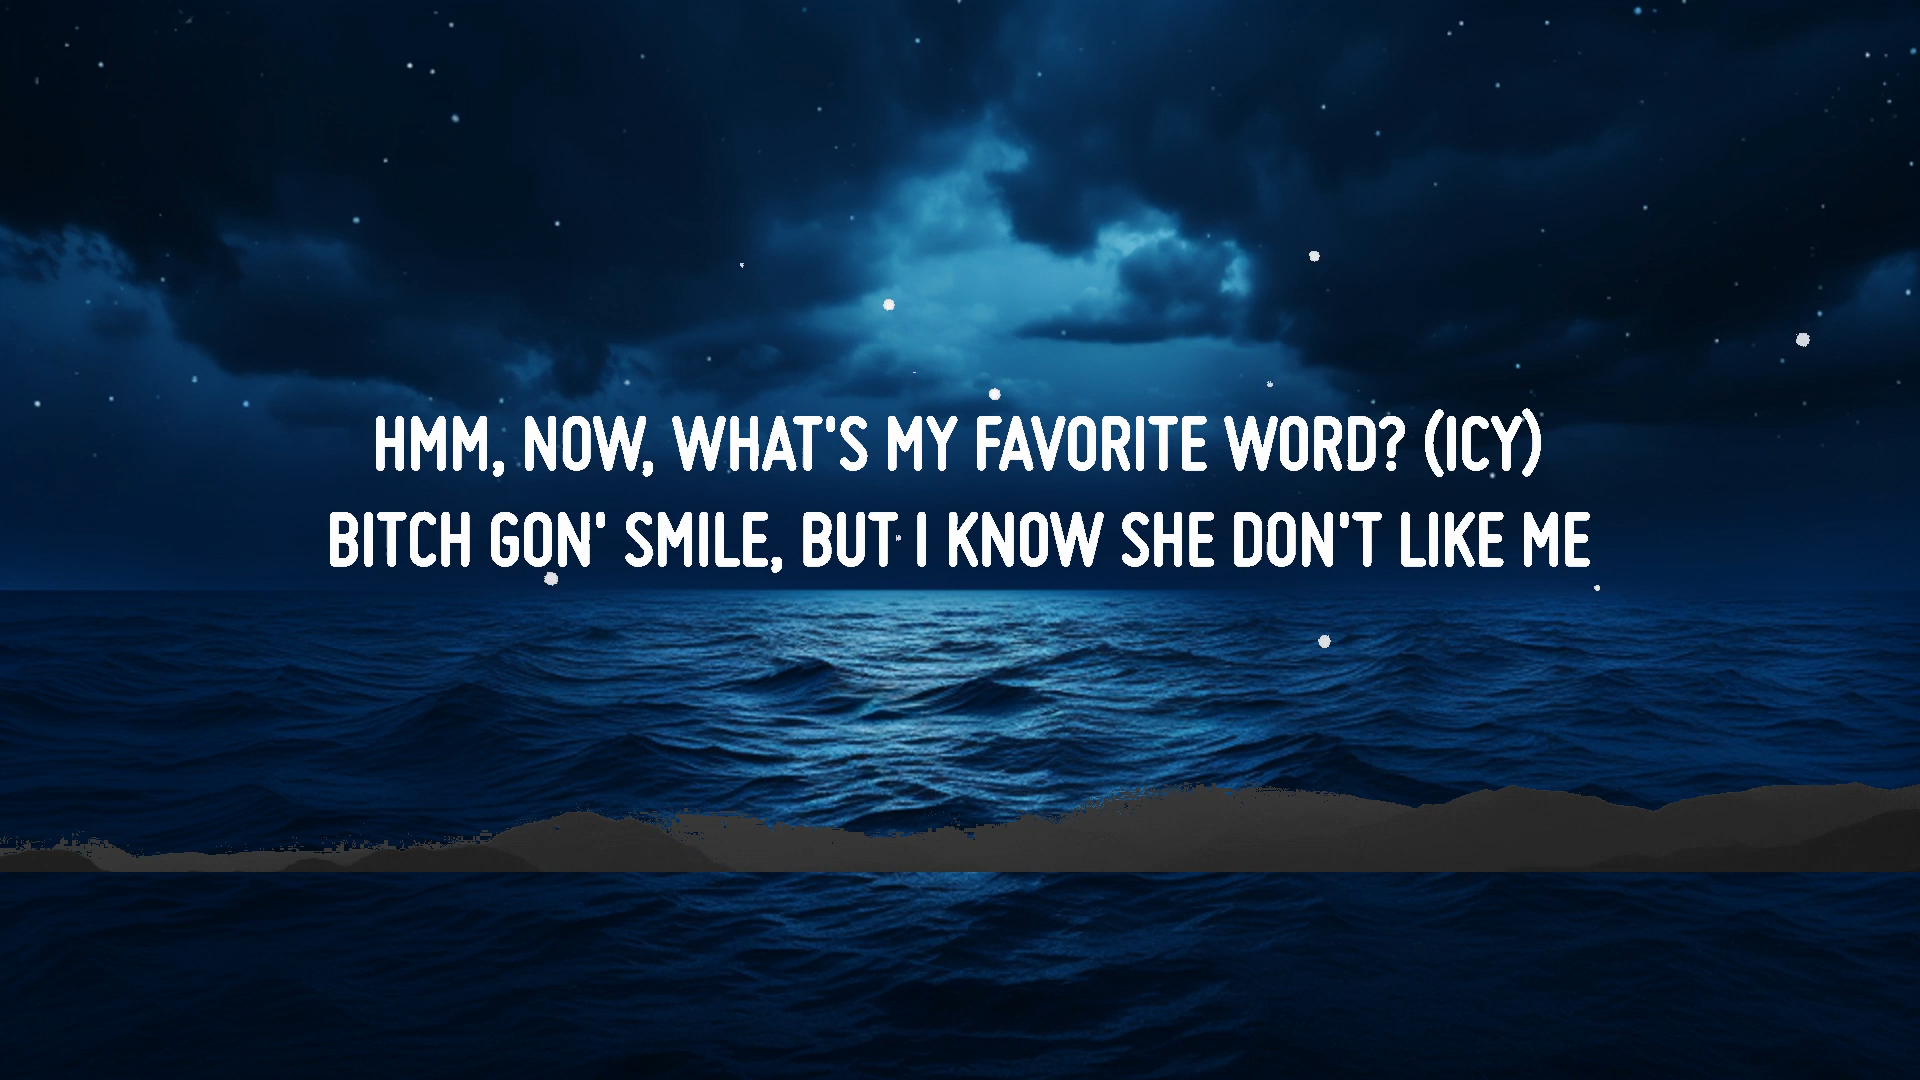 HMM, NOW, WHAT'S MY FAVORITE WORD? (ICY)
BITCH GON' SMILE, BUT I KNOW SHE DON'T LIKE ME